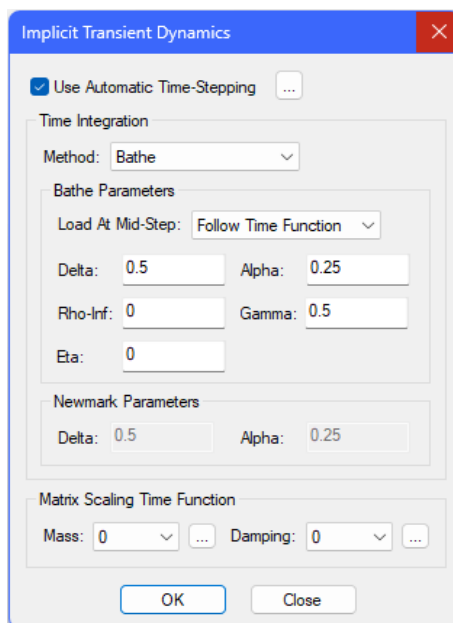 Implicit Transient Dynamics
Use Automatic Time-Stepping ...
Time Integration
Method: Bathe
Bathe Parameters
Load At Mid-Step: Follow Time Function
Delta: 0.5 Alpha: 0.25
Rho-Inf: 0 Gamma: 0.5
Eta: 0
Newmark Parameters
Delta: 0.5 Alpha: 0.25
Matrix Scaling Time Function
Mass: 0 ... Damping: 0 ...
OK Close